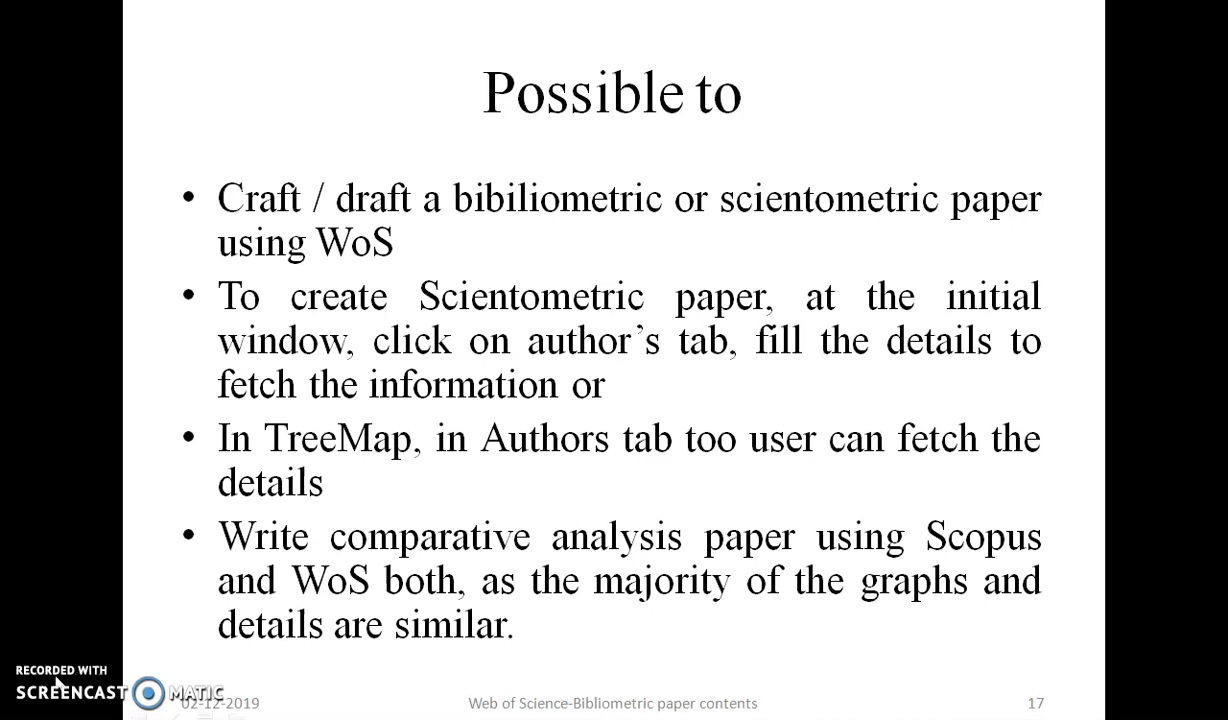 Possible to
• Craft / draft a bibiliometric or scientometric paper
using WoS
• To create Scientometric paper, at the initial
window, click on author's tab, fill the details to
fetch the information or
• In TreeMap, in Authors tab too user can fetch the
details
• Write comparative analysis paper using Scopus
and WoS both, as the majority of the graphs and
details are similar.
RECORDED WITH
SCREENCAST MATIC
02-12-2019
Web of Science-Bibliometric paper contents
17